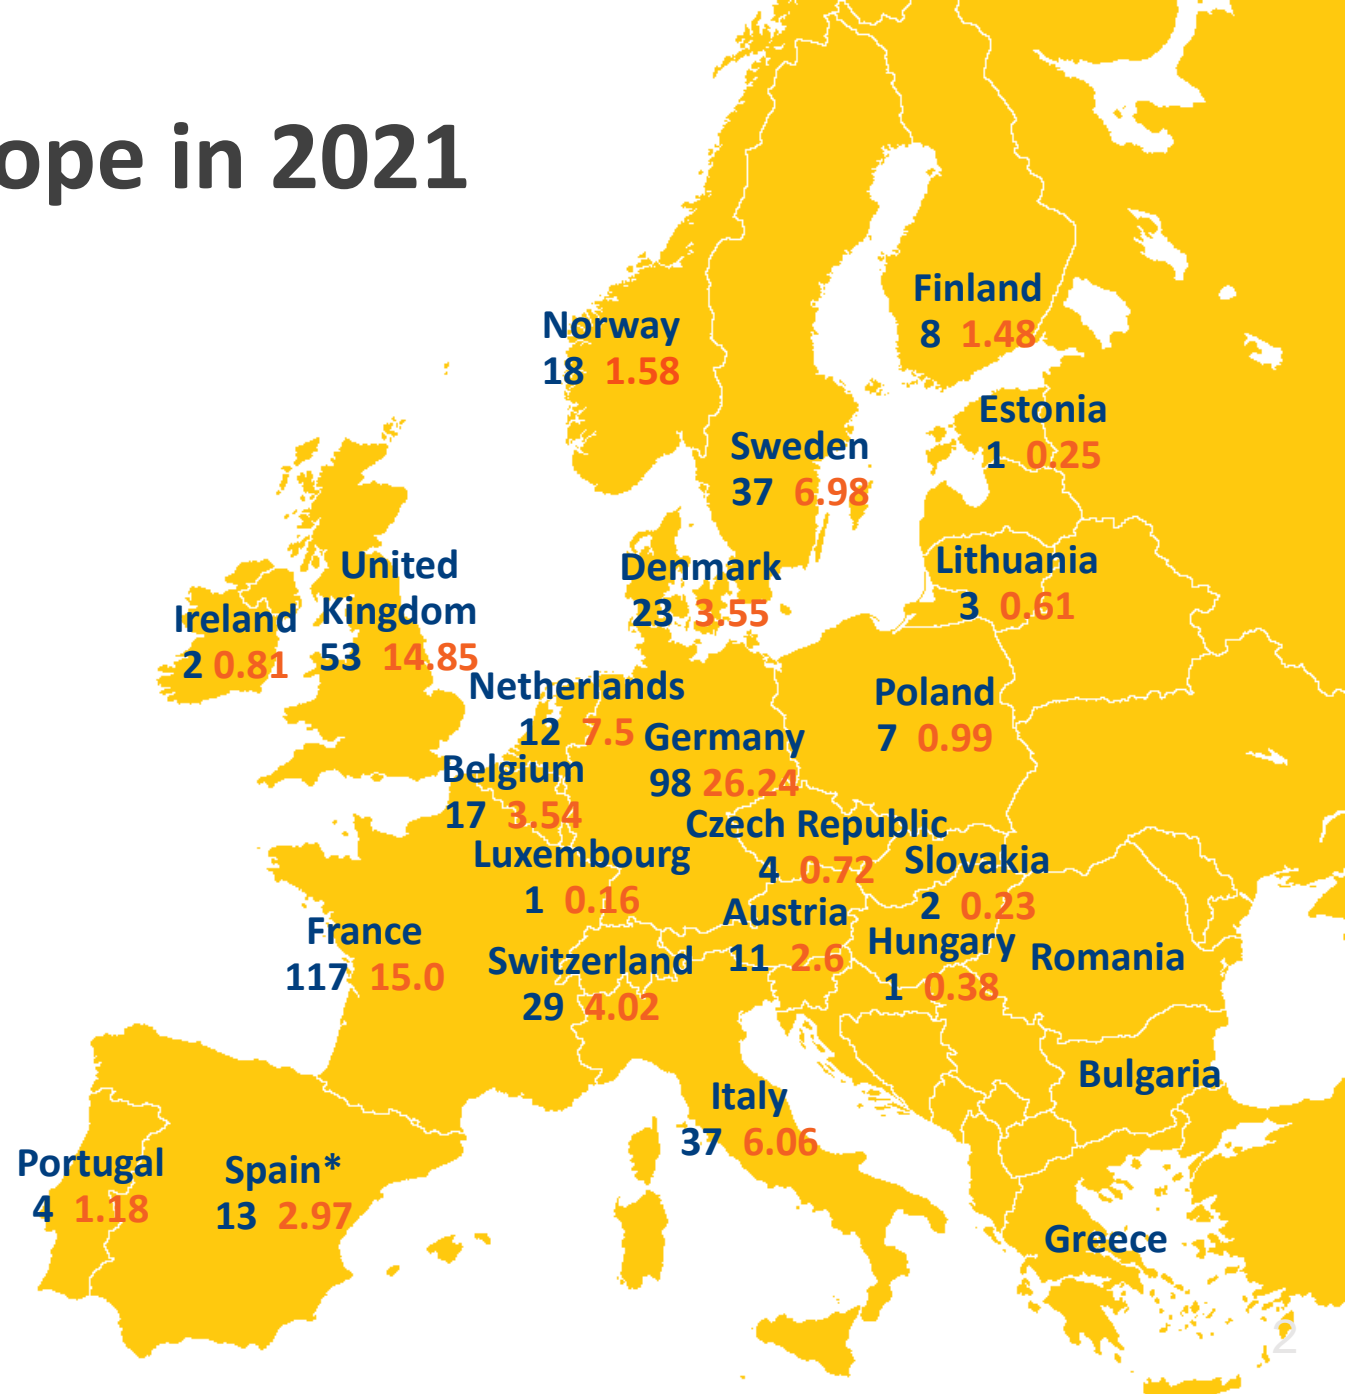 ope in 2021
Finland
8 1.48
Norway
18 1.58
Estonia
1 0.25
Sweden
37 6.98
United
Kingdom
53 14.85
Denmark
23 3.55
Lithuania
3 0.61
Ireland
2 0.81
Netherlands
12 7.5
Poland
7 0.99
Germany
98 26.24
Belgium
17 3.54
Czech Republic
4 0.72
Luxembourg
1 0.16
Slovakia
2 0.23
Austria
11 2.6
France
117 15.0
Hungary
1 0.38
Romania
Switzerland
29 4.02
Bulgaria
Italy
37 6.06
Portugal
4 1.18
Spain*
13 2.97
Greece
2